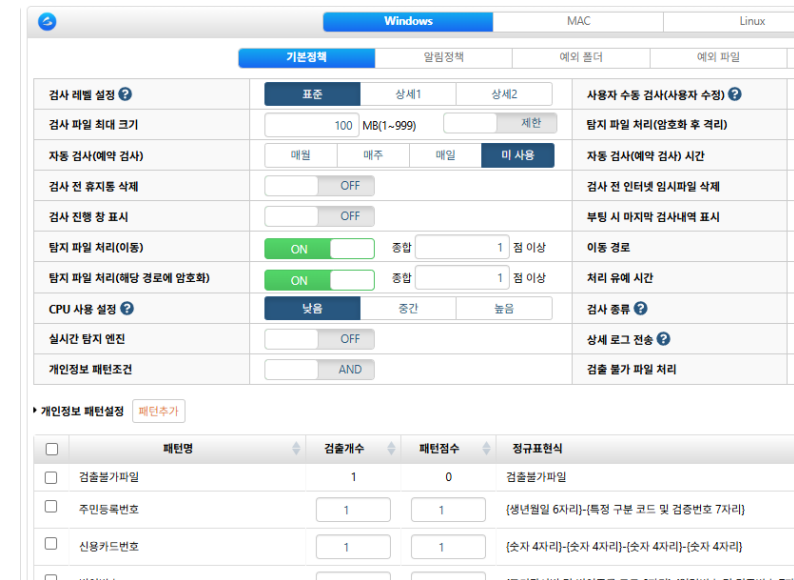 Windows MAC Linux
기본정책 알림정책 예외 폴더 예외 파일
검사 레벨 설정 ? 표준 상세1 상세2 사용자 수동 검사(사용자 수정) ?
검사 파일 최대 크기 100 MB(1~999) 제한 탐지 파일 처리(암호화 후 격리)
자동 검사(예약 검사) 매월 매주 매일 미 사용 자동 검사(예약 검사) 시간
검사 전 휴지통 삭제 OFF 검사 전 인터넷 임시파일 삭제
검사 진행 창 표시 OFF 부팅 시 마지막 검사내역 표시
탐지 파일 처리(이동) ON 종합 1 점 이상 이동 경로
탐지 파일 처리(해당 경로에 암호화) ON 종합 1 점 이상 처리 유예 시간
CPU 사용 설정 ? 낮음 중간 높음 검사 종류 ?
실시간 탐지 엔진 OFF 상세 로그 전송 ?
개인정보 패턴조건 AND 검출 불가 파일 처리
개인정보 패턴설정 패턴추가
패턴명 검출개수 패턴점수 정규표현식
검출불가파일 1 0 검출불가파일
주민등록번호 1 1 {생년월일 6자리}-{특정 구분 코드 및 검증번호 7자리}
신용카드번호 1 1 {숫자 4자리}-{숫자 4자리}-{숫자 4자리}-{숫자 4자리}